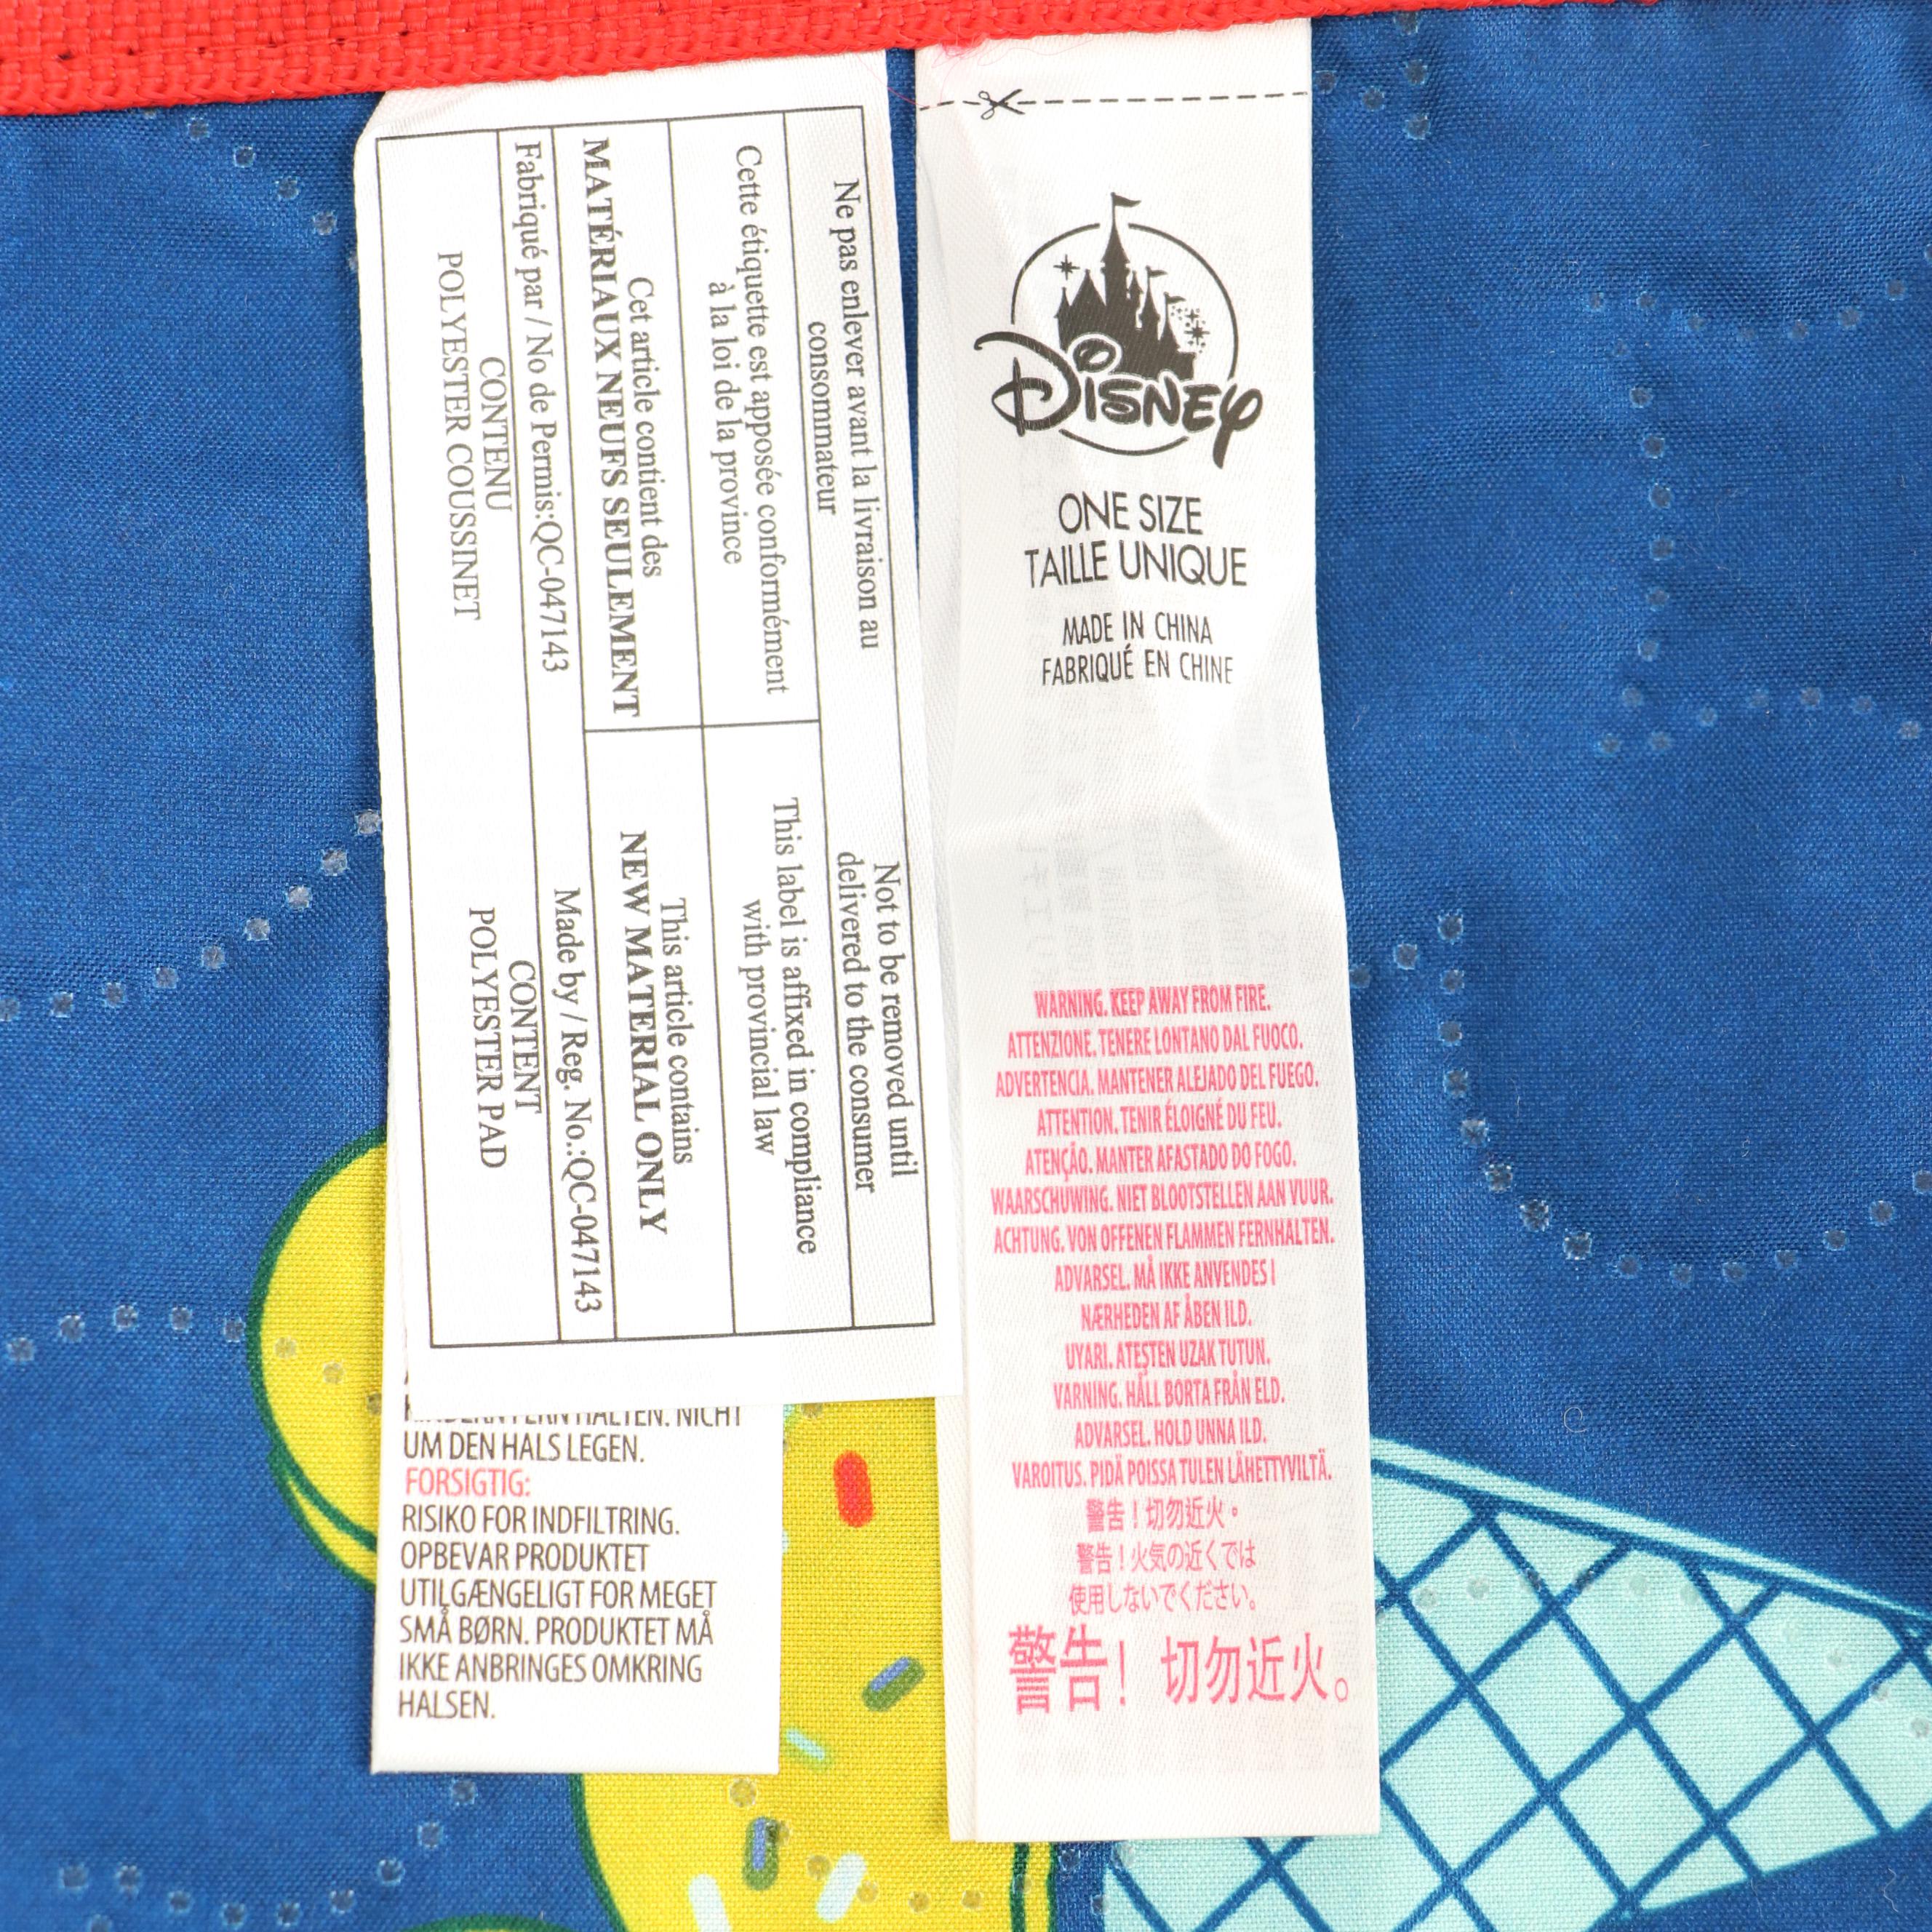 Ne pas enlever avant la livraison au
consommateur
Not to be removed until
delivered to the consumer
Cette étiquette est apposée conformément
à la loi de la province
This label is affixed in compliance
with provincial law
Cet article contient des
MATÉRIAUX NEUFS SEULEMENT
This article contains
NEW MATERIAL ONLY
Fabriqué par / No de Permis:QC-047143
Made by / Reg. No.:QC-047143
CONTENU
POLYESTER COUSSINET
CONTENT
POLYESTER PAD
NICHT
UM DEN HALS LEGEN.
FORSIGTIG:
RISIKO FOR INDFILTRING.
OPBEVAR PRODUKTET
UTILGÆNGELIGT FOR MEGET
SMÅ BØRN. PRODUKTET MÅ
IKKE ANBRINGES OMKRING
HALSEN.
DISNEY
ONE SIZE
TAILLE UNIQUE
MADE IN CHINA
FABRIQUÉ EN CHINE
WARNING. KEEP AWAY FROM FIRE.
ATTENZIONE. TENERE LONTANO DAL FUOCO.
ADVERTENCIA. MANTENER ALEJADO DEL FUEGO.
ATTENTION. TENIR ÉLOIGNÉ DU FEU.
ATENÇÃO. MANTER AFASTADO DO FOGO.
WAARSCHUWING. NIET BLOOTSTELLEN AAN VUUR.
ACHTUNG. VON OFFENEN FLAMMEN FERNHALTEN.
ADVARSEL. MÅ IKKE ANVENDES I
NÆRHEDEN AF ÅBEN ILD.
UYARI. ATEŞTEN UZAK TUTUN.
VARNING. HÅLL BORTA FRÅN ELD.
ADVARSEL. HOLD UNNA ILD.
VAROITUS. PIDÄ POISSA TULEN LÄHETTYVILTÄ.
警告！切勿近火。
警告！火気の近くでは
使用しないでください。
警告！切勿近火。